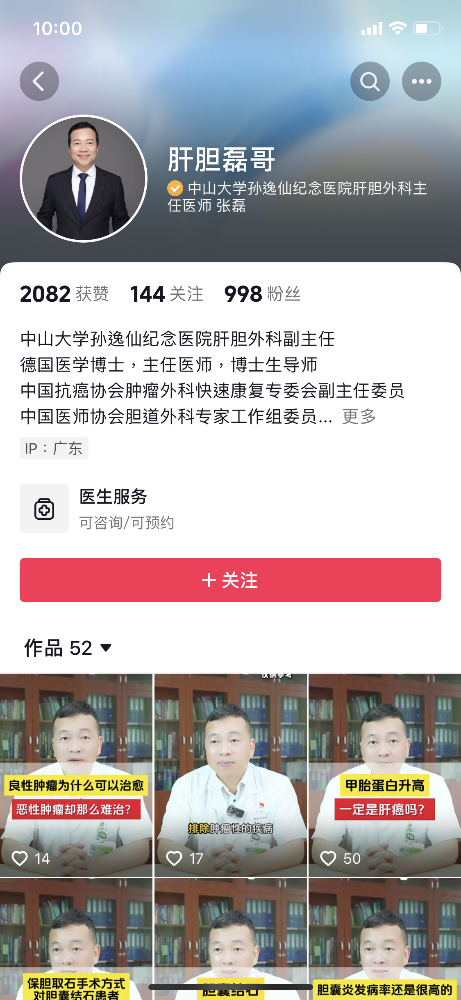 10:00
肝胆磊哥
中山大学孙逸仙纪念医院肝胆外科主
任医师 张磊
2082 获赞 144 关注 998 粉丝
中山大学孙逸仙纪念医院肝胆外科副主任
德国医学博士，主任医师，博士生导师
中国抗癌协会肿瘤外科快速康复专委会副主任委员
中国医师协会胆道外科专家工作组委员... 更多
IP：广东
医生服务
可咨询/可预约
+ 关注
作品 52
良性肿瘤为什么可以治愈
恶性肿瘤却那么难治？
14
仅供参考
排除肿瘤性的疾病
17
甲胎蛋白升高
一定是肝癌吗？
50
保胆取石手术方式
对胆囊结石患者
胆囊结石
胆囊炎发病率还是很高的